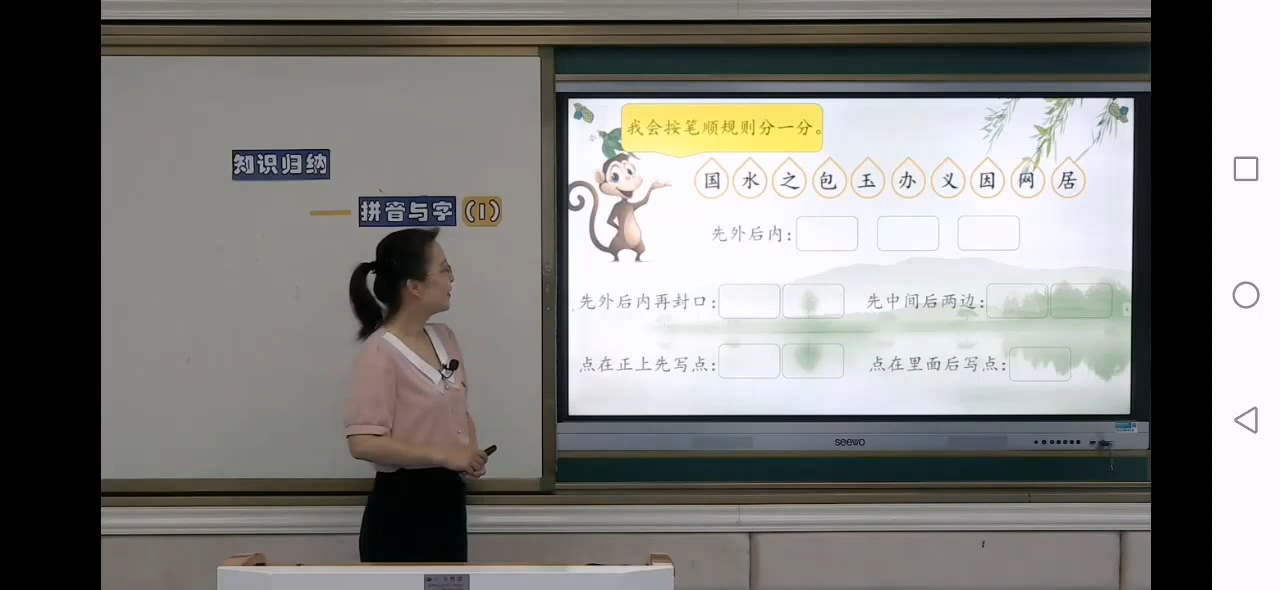 知识归纳
拼音与字(1)
我会按笔顺规则分一分。
国 水 之 包 玉 办 义 因 网 居
先外后内:
先外后内再封口: 先中间后两边:
点在正上先写点: 点在里面后写点:
seewo